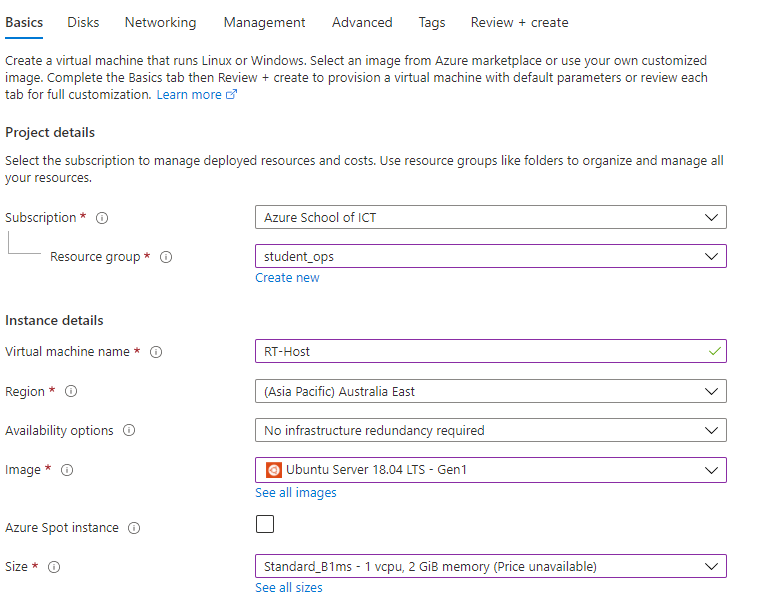 Basics Disks Networking Management Advanced Tags Review + create
Create a virtual machine that runs Linux or Windows. Select an image from Azure marketplace or use your own customized
image. Complete the Basics tab then Review + create to provision a virtual machine with default parameters or review each
tab for full customization. Learn more
Project details
Select the subscription to manage deployed resources and costs. Use resource groups like folders to organize and manage all
your resources.
Subscription * Azure School of ICT
Resource group * student_ops
Create new
Instance details
Virtual machine name * RT-Host
Region * (Asia Pacific) Australia East
Availability options No infrastructure redundancy required
Image * Ubuntu Server 18.04 LTS - Gen1
See all images
Azure Spot instance
Size * Standard_B1ms - 1 vcpu, 2 GiB memory (Price unavailable)
See all sizes